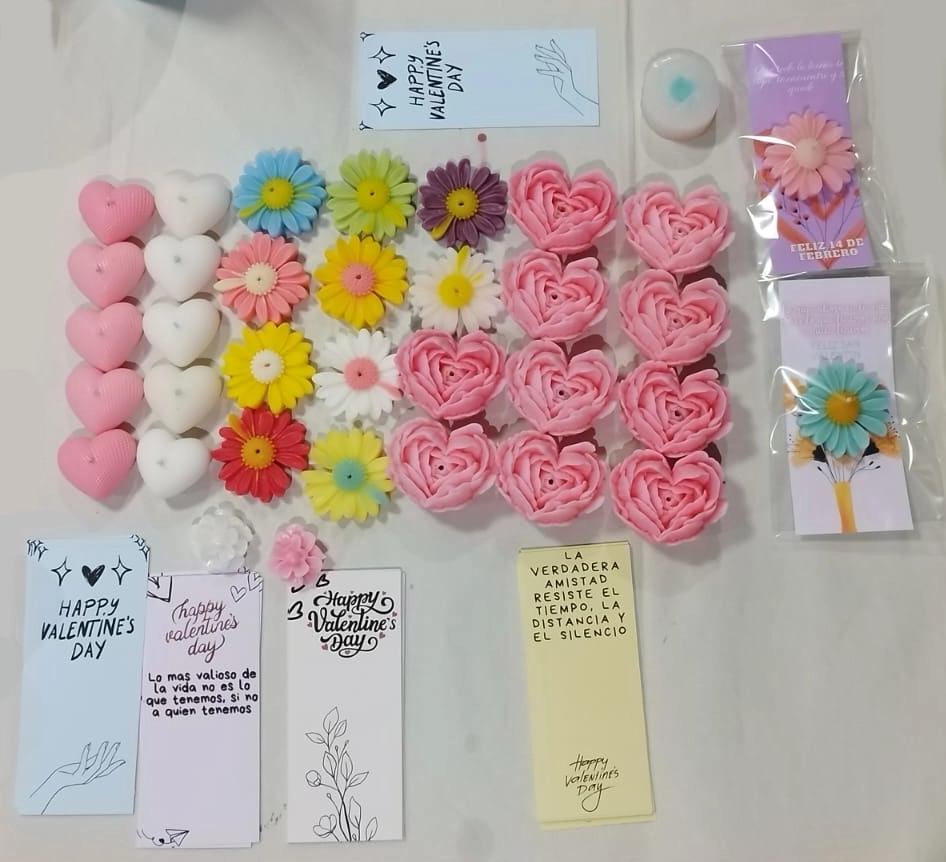 HAPPY
VALENTINE'S
DAY
FELIZ 14 DE
FEBRERO
HAPPY
VALENTINE'S
DAY
happy
valentine's
day
Lo mas valioso de
la vida no es lo
que tenemos, si no
a quien tenemos
Happy
Valentine's
Day
LA
VERDADERA
AMISTAD
RESISTE EL
TIEMPO, LA
DISTANCIA Y
EL SILENCIO
Happy
Valentine's
Day